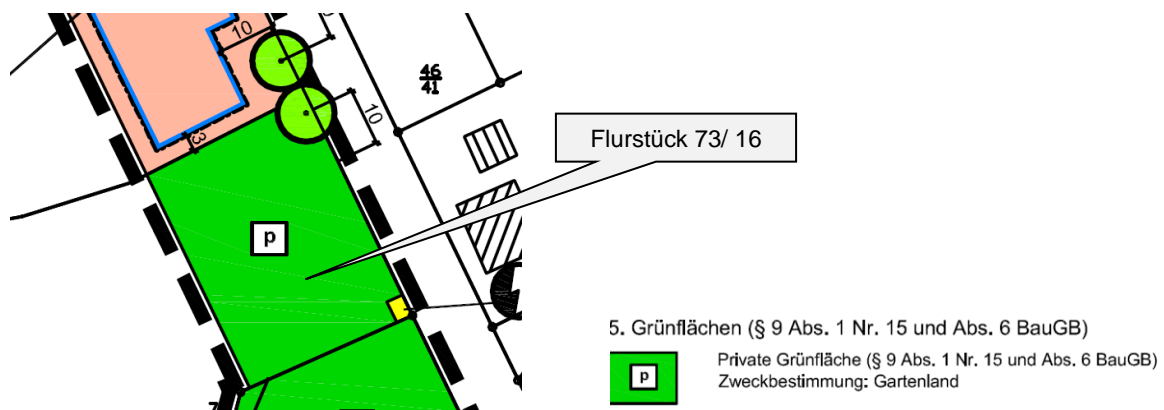 10
46
41
10
3
Flurstück 73/ 16
p
5. Grünflächen (§ 9 Abs. 1 Nr. 15 und Abs. 6 BauGB)
p
Private Grünfläche (§ 9 Abs. 1 Nr. 15 und Abs. 6 BauGB)
Zweckbestimmung: Gartenland